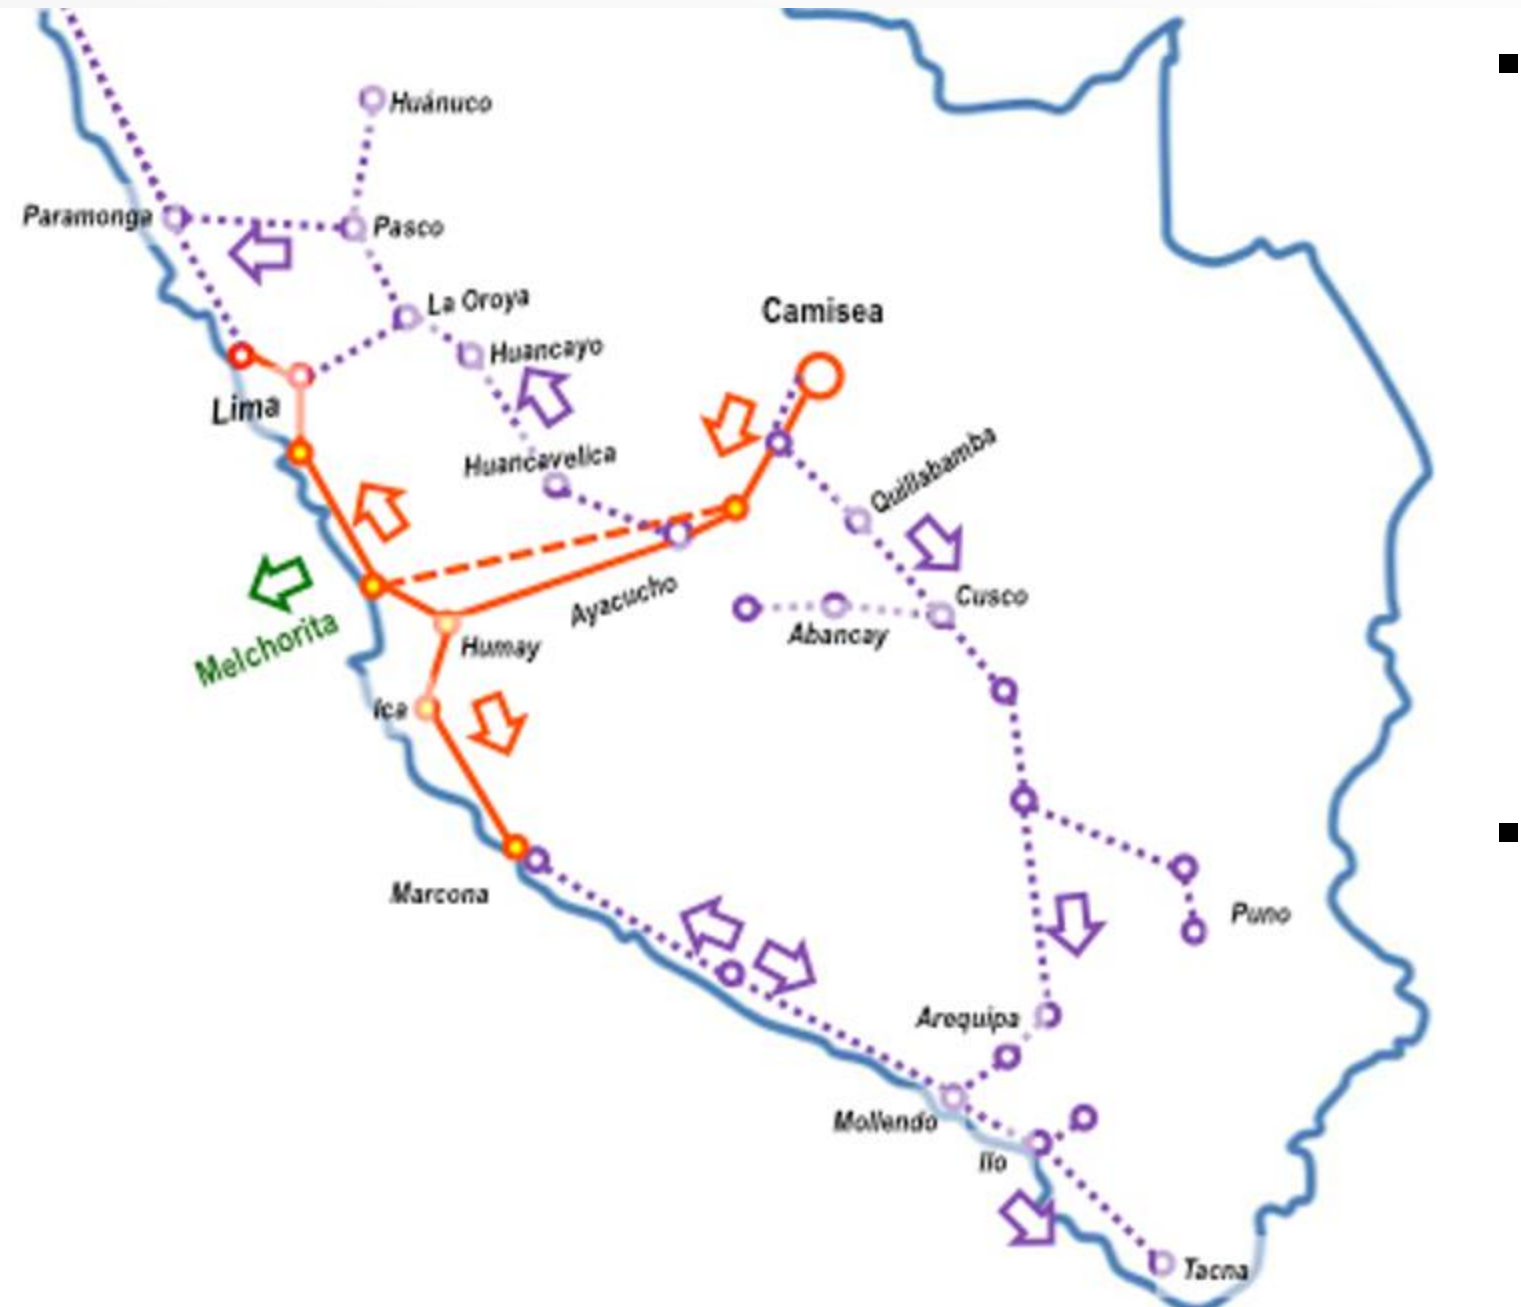 Huánuco
Paramonga
Pasco
La Oroya
Camisea
Huancayo
Lima
Huancavelica
Quillabamba
Ayacucho
Cusco
Abancay
Melchorita
Humay
Ica
Marcona
Puno
Arequipa
Mollendo
Ilo
Tacna